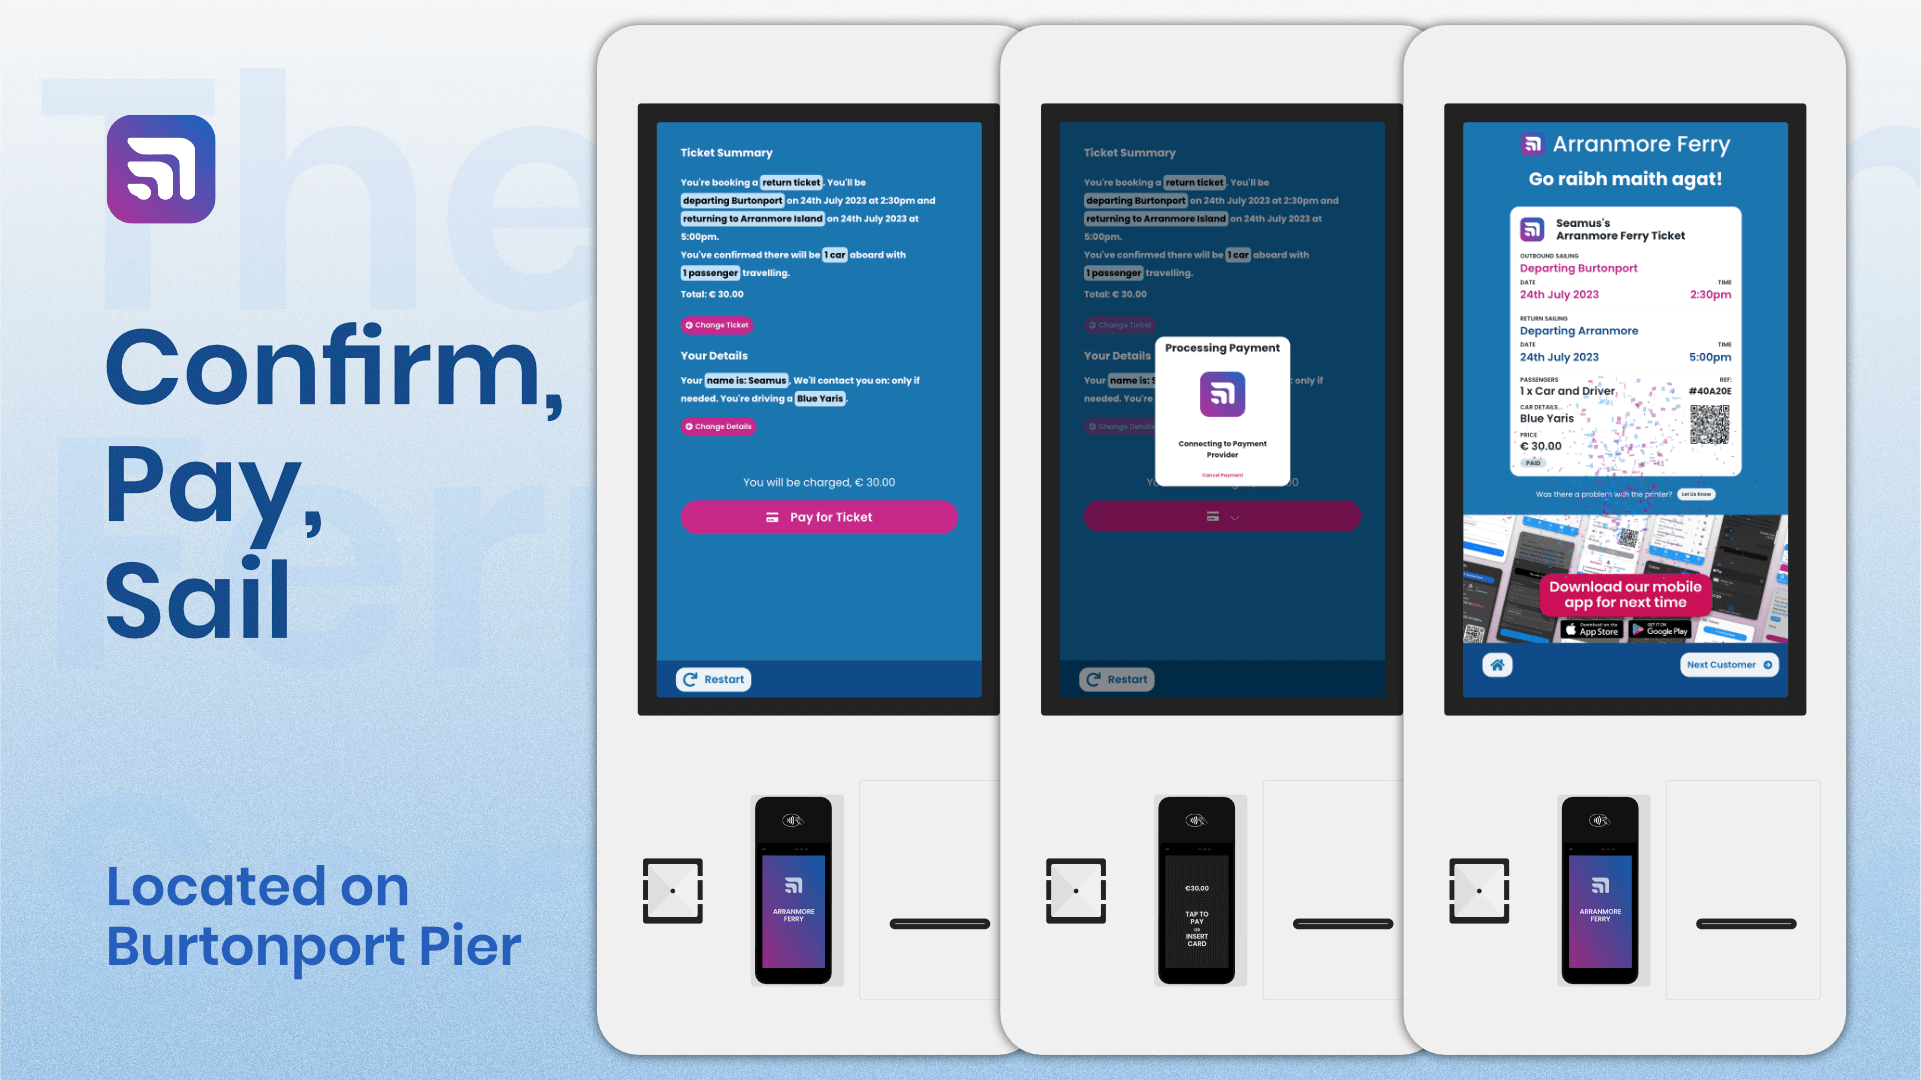 The
Ferry
Confirm,
Pay,
Sail
Located on
Burtonport Pier
Ticket Summary
You're booking a return ticket. You'll be
departing Burtonport on 24th July 2023 at 2:30pm and
returning to Arranmore Island on 24th July 2023 at
5:00pm.
You've confirmed there will be 1 car aboard with
1 passenger travelling.
Total: € 30.00
Change Ticket
Your Details
Your name is: Seamus. We'll contact you on: only if
needed. You're driving a Blue Yaris.
Change Details
You will be charged, € 30.00
Pay for Ticket
Restart
ARRANMORE
FERRY
Ticket Summary
You're booking a return ticket. You'll be
departing Burtonport on 24th July 2023 at 2:30pm and
returning to Arranmore Island on 24th July 2023 at
5:00pm.
You've confirmed there will be 1 car aboard with
1 passenger travelling.
Total: € 30.00
Change Ticket
Your Details
Your name is: S : only if
needed. You're
Change Details
Processing Payment
Connecting to Payment
Provider
Cancel Payment
Restart
€30.00
TAP TO
PAY
OR
INSERT
CARD
Arranmore Ferry
Go raibh maith agat!
Seamus's
Arranmore Ferry Ticket
OUTBOUND SAILING
Departing Burtonport
DATE TIME
24th July 2023 2:30pm
RETURN SAILING
Departing Arranmore
DATE TIME
24th July 2023 5:00pm
PASSENGERS REF:
1 x Car and Driver #40A20E
CAR DETAILS
Blue Yaris
PRICE
€ 30.00
PAID
Was there a problem with the printer? Let Us Know
Download our mobile
app for next time
Download on the
App Store
GET IT ON
Google Play
Next Customer
ARRANMORE
FERRY